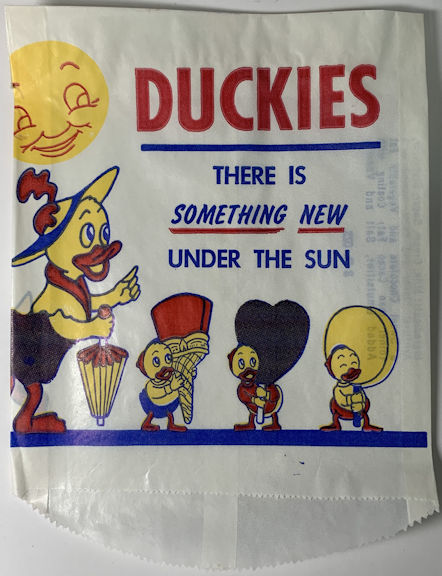 DUCKIES
THERE IS
SOMETHING NEW
UNDER THE SUN